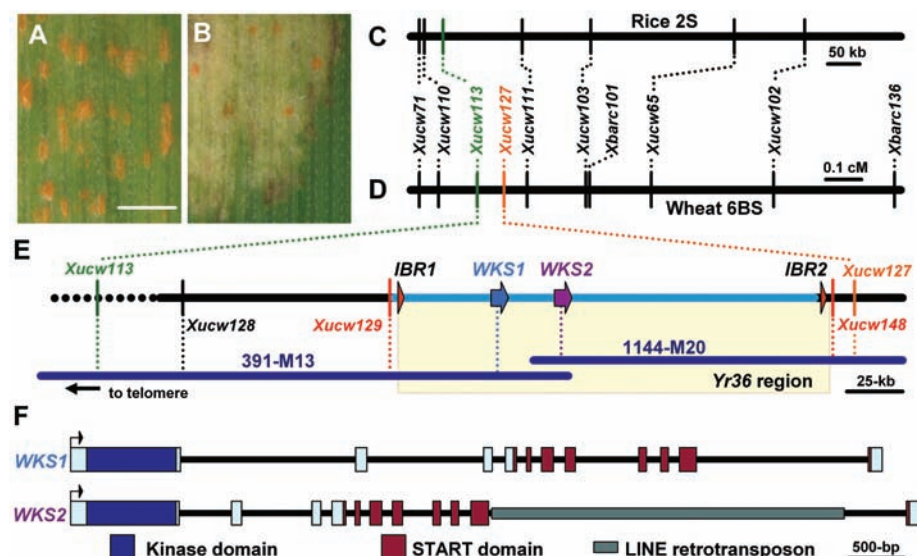 A
B
C
Rice 2S
50 kb
Xucw71
Xucw110
Xucw113
Xucw127
Xucw111
Xucw103
Xbarc101
Xucw65
Xucw102
Xbarc136
D
0.1 cM
Wheat 6BS
E
Xucw113
IBR1
WKS1
WKS2
IBR2
Xucw127
Xucw128
Xucw129
Xucw148
391-M13
1144-M20
to telomere
Yr36 region
25-kb
F
WKS1
WKS2
Kinase domain
START domain
LINE retrotransposon
500-bp